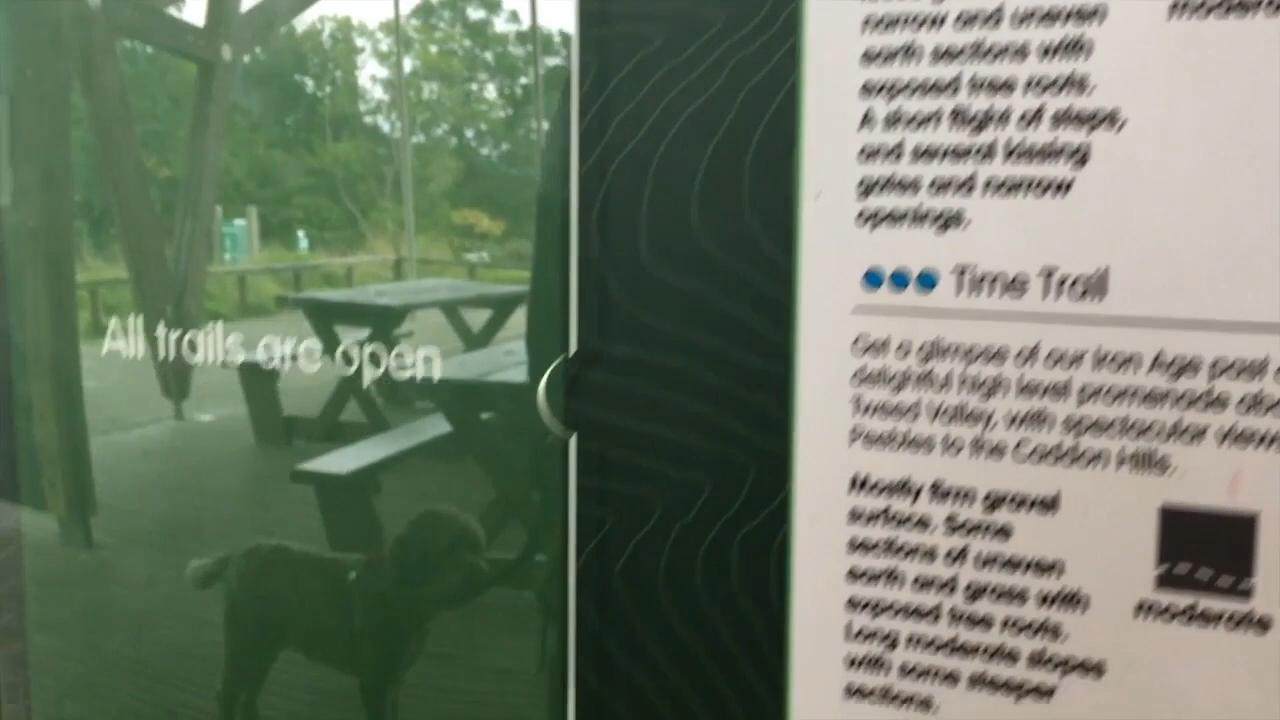 All trails are open
moderate
narrow and uneven
earth sections with
exposed tree roots.
A short flight of steps,
and several kissing
gates and narrow
openings.
Time Trail
Get a glimpse of our Iron Age past
delightful high level promenade
Tweed Valley, with spectacular
Peebles to the Caddon Hills.
Mostly firm gravel
surface. Some
sections of uneven
earth and grass with
exposed tree roots.
Long moderate slopes
with some steeper
sections.
moderate